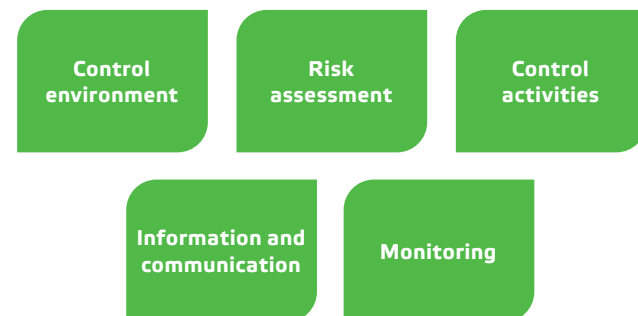 Control
environment
Risk
assessment
Control
activities
Information and
communication
Monitoring